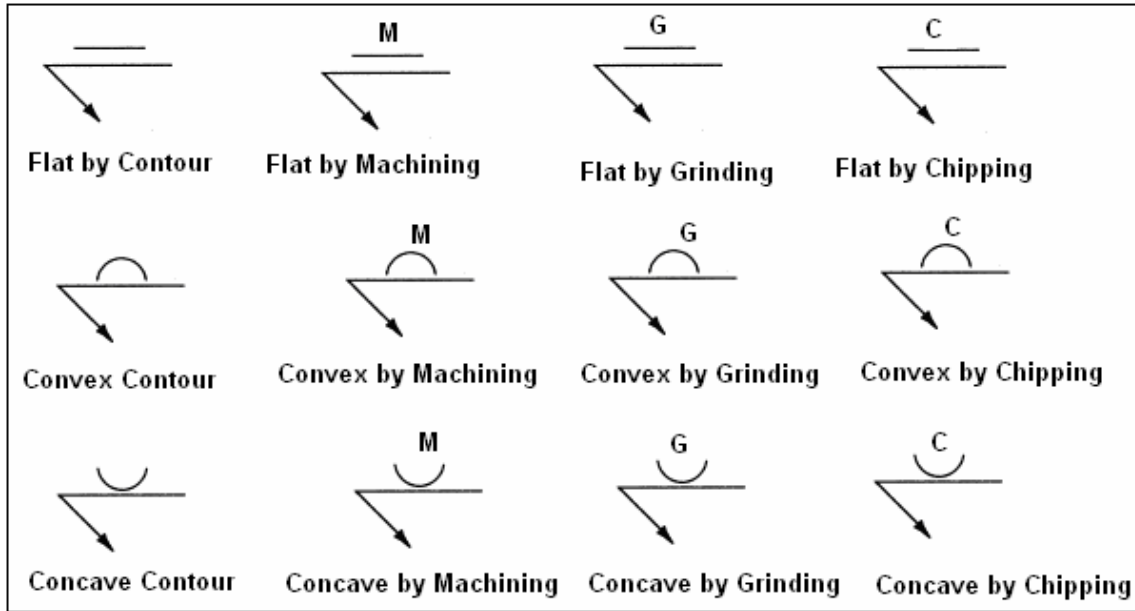 M G C
Flat by Contour Flat by Machining Flat by Grinding Flat by Chipping
M G C
Convex Contour Convex by Machining Convex by Grinding Convex by Chipping
M G C
Concave Contour Concave by Machining Concave by Grinding Concave by Chipping